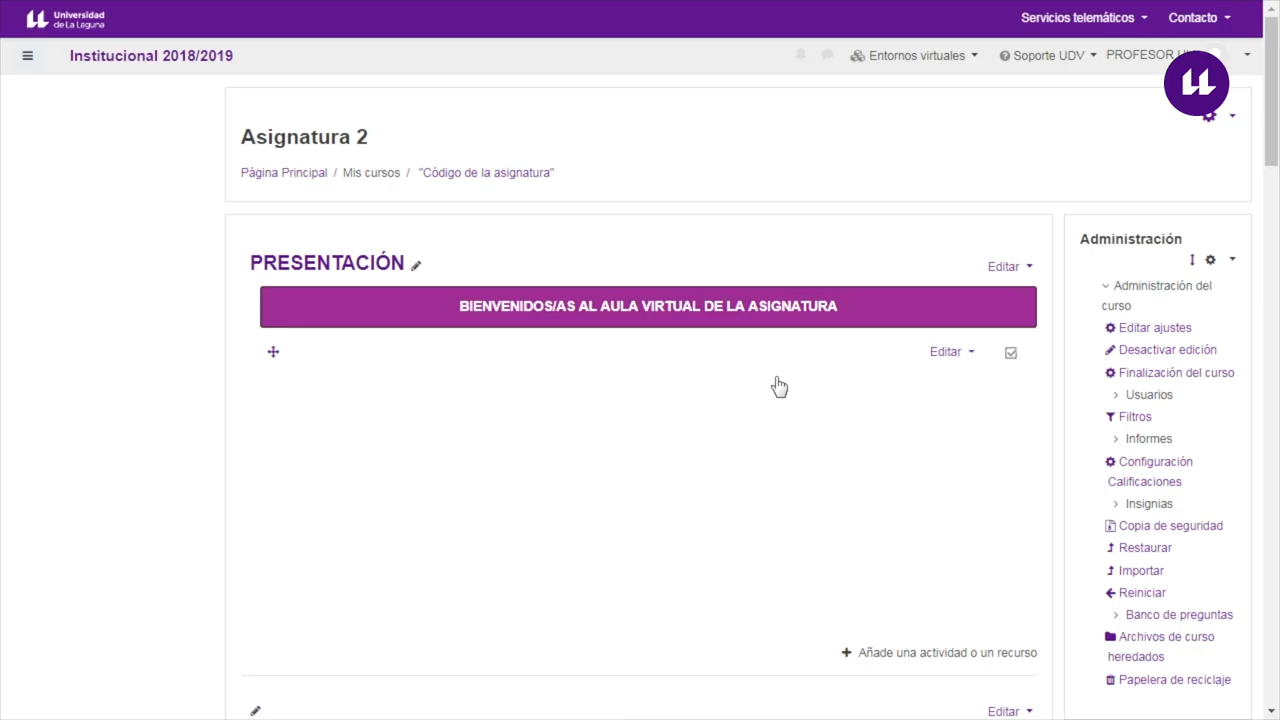 Universidad
de La Laguna
Servicios telemáticos
Contacto
Institucional 2018/2019
Entornos virtuales
Soporte UDV
PROFESOR
Asignatura 2
Página Principal / Mis cursos / "Código de la asignatura"
PRESENTACIÓN
Editar
BIENVENIDOS/AS AL AULA VIRTUAL DE LA ASIGNATURA
Editar
Añade una actividad o un recurso
Editar
Administración
Administración del
curso
Editar ajustes
Desactivar edición
Finalización del curso
Usuarios
Filtros
Informes
Configuración
Calificaciones
Insignias
Copia de seguridad
Restaurar
Importar
Reiniciar
Banco de preguntas
Archivos de curso
heredados
Papelera de reciclaje